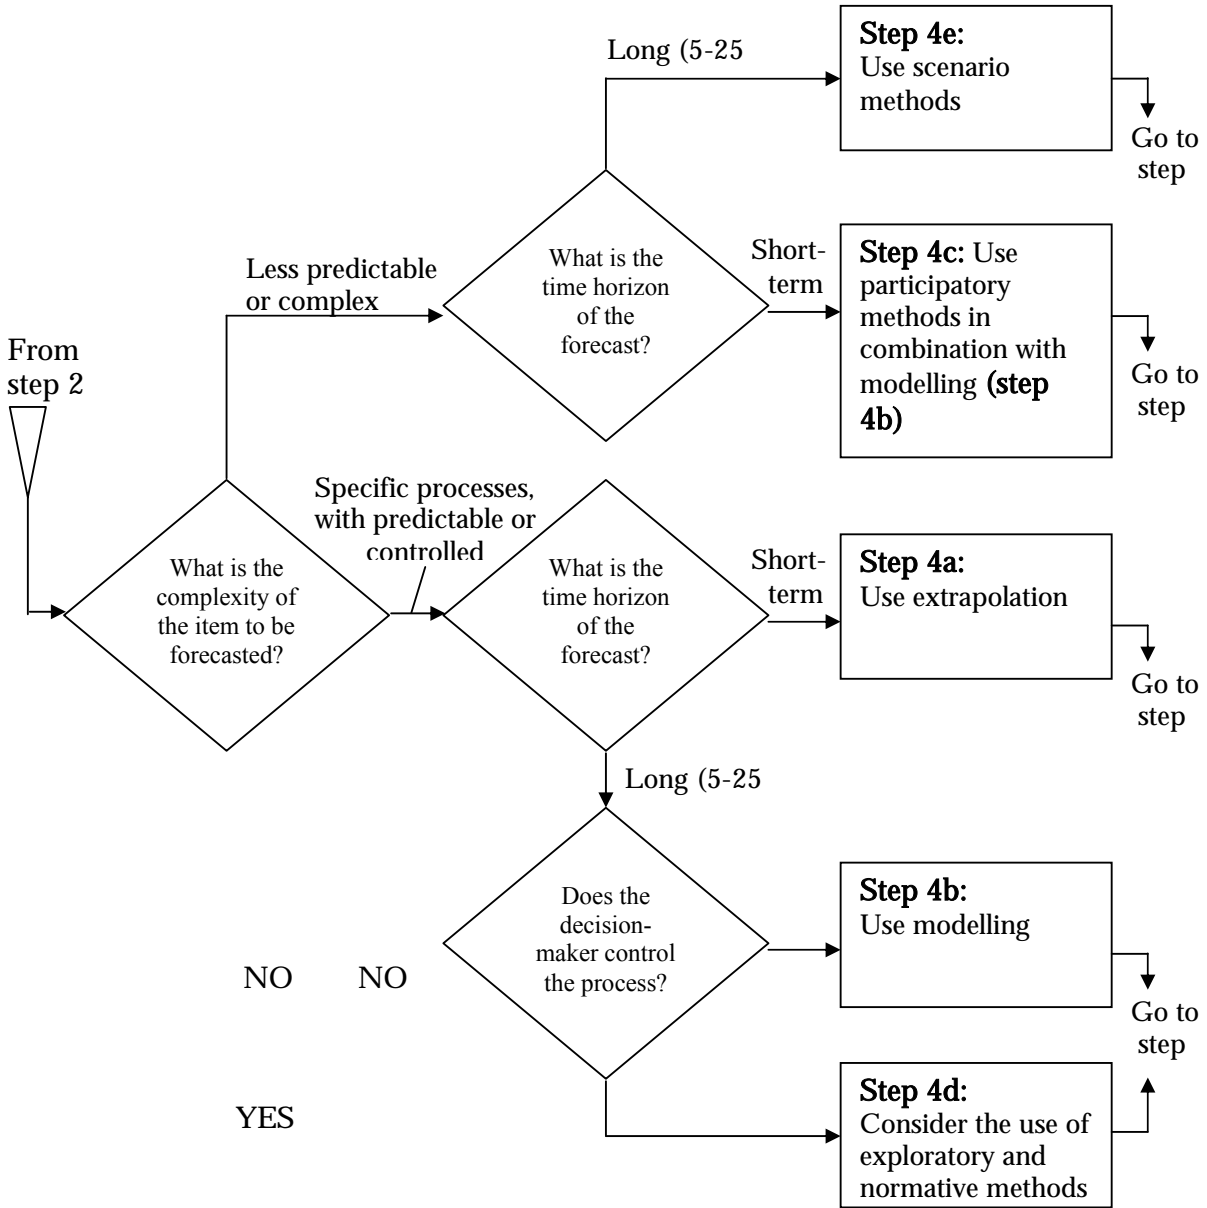 Long (5-25
Step 4e:
Use scenario
methods
Go to
step
Less predictable
or complex
What is the
time horizon
of the
forecast?
Short-
term
Step 4c: Use
participatory
methods in
combination with
modelling (step
4b)
Go to
step
From
step 2
What is the
complexity of
the item to be
forecasted?
Specific processes,
with predictable or
controlled
What is the
time horizon
of the
forecast?
Short-
term
Step 4a:
Use extrapolation
Go to
step
Long (5-25
Does the
decision-
maker control
the process?
NO NO
YES
Step 4b:
Use modelling
Go to
step
Step 4d:
Consider the use of
exploratory and
normative methods